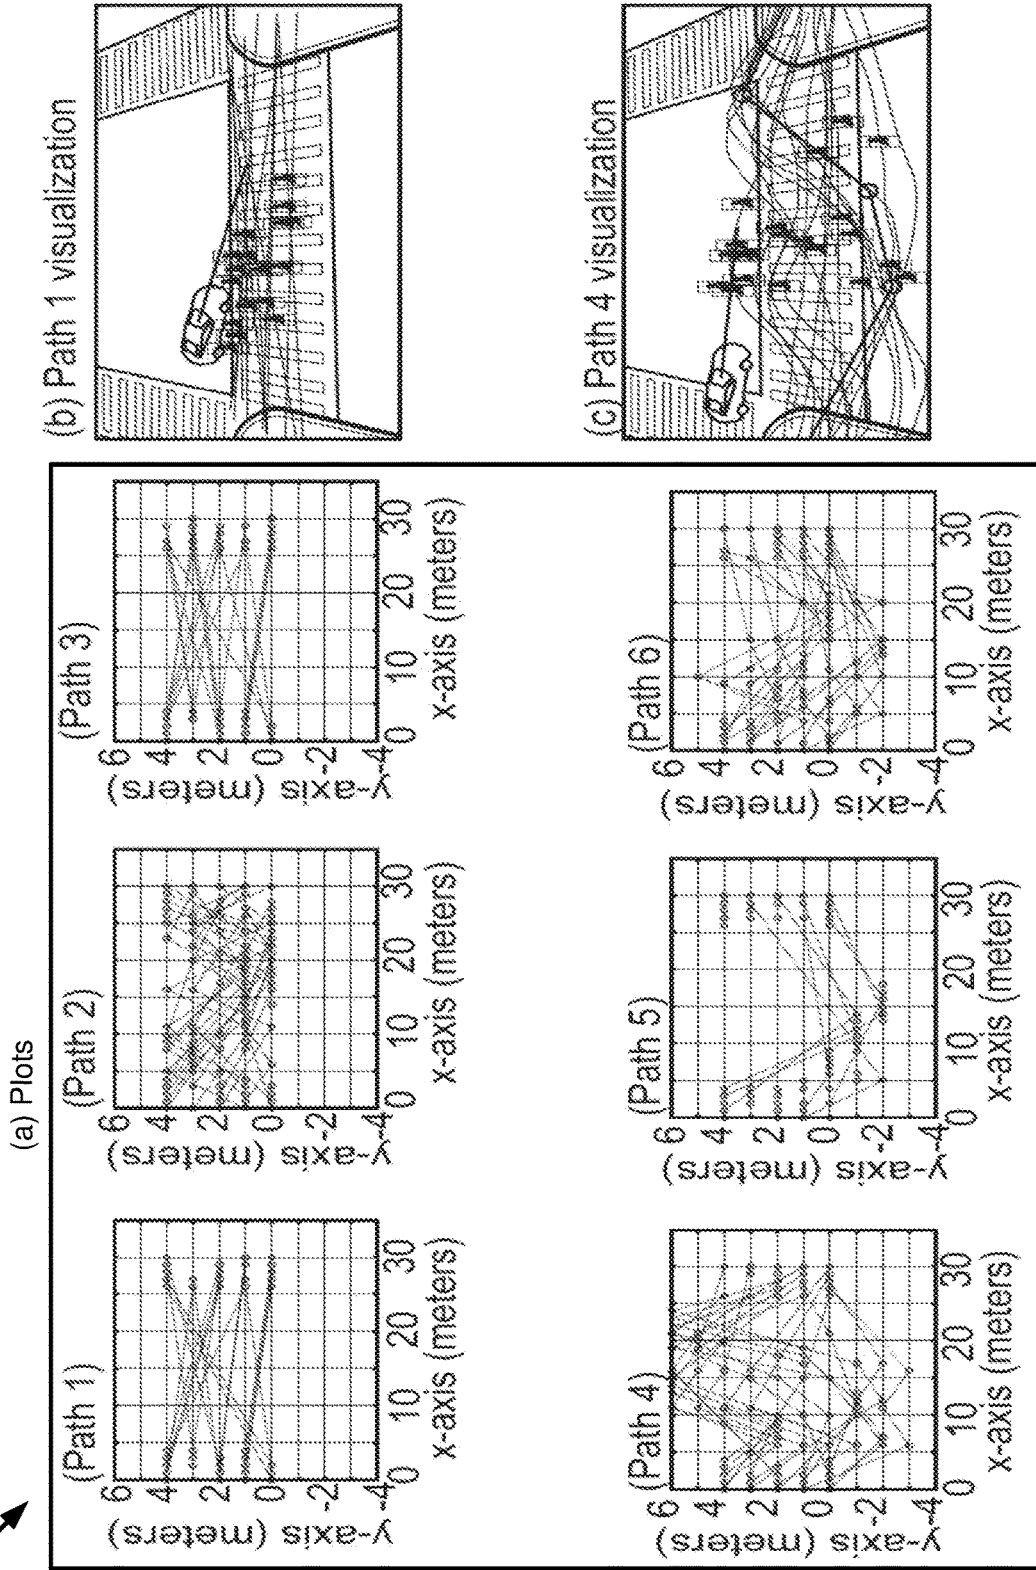 (a) Plots
(Path 1)
6
4
2
0
-2
-4
y-axis (meters)
0
10
20
30
x-axis (meters)
(Path 2)
6
4
2
0
-2
-4
y-axis (meters)
0
10
20
30
x-axis (meters)
(Path 3)
6
4
2
0
-2
-4
y-axis (meters)
0
10
20
30
x-axis (meters)
(Path 4)
6
4
2
0
-2
-4
y-axis (meters)
0
10
20
30
x-axis (meters)
(Path 5)
6
4
2
0
-2
-4
y-axis (meters)
0
10
20
30
x-axis (meters)
(Path 6)
6
4
2
0
-2
-4
y-axis (meters)
0
10
20
30
x-axis (meters)
(b) Path 1 visualization
(c) Path 4 visualization